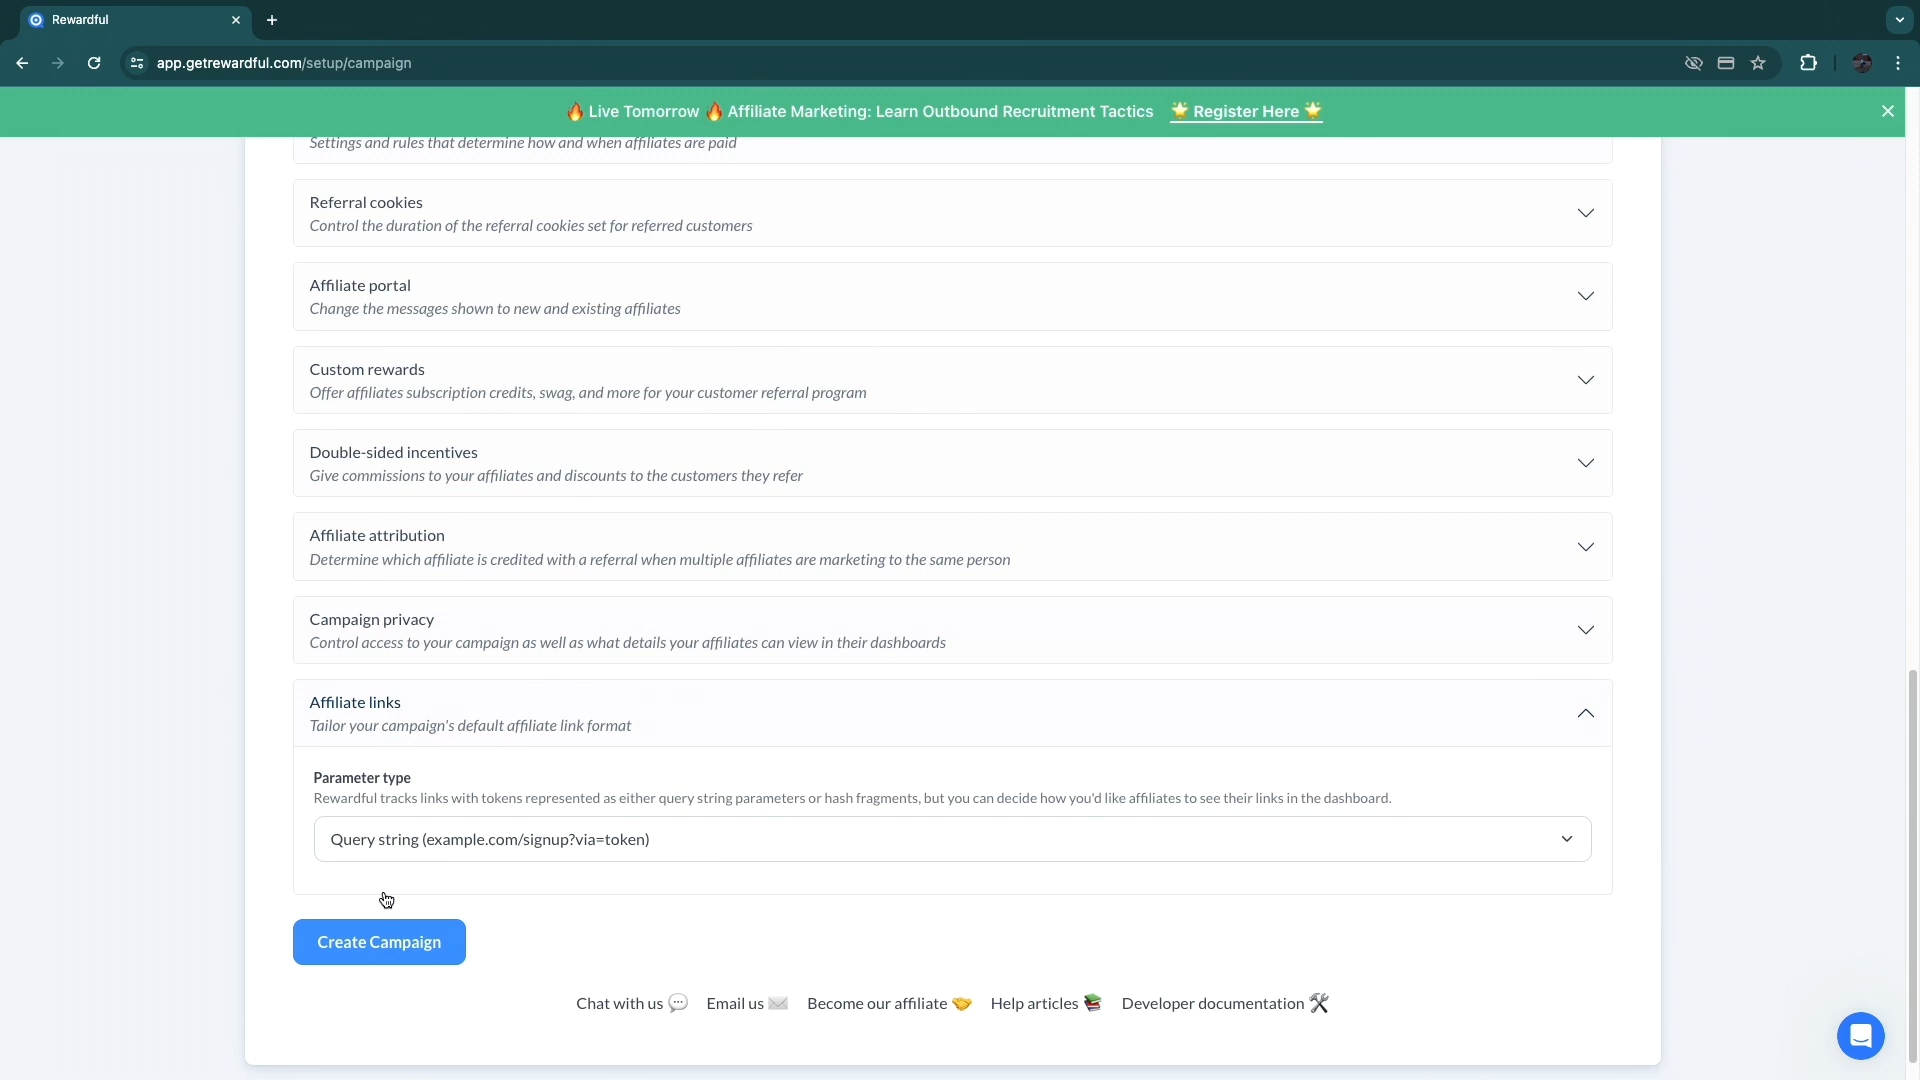 Rewardful
app.getrewardful.com/setup/campaign
🔥 Live Tomorrow 🔥 Affiliate Marketing: Learn Outbound Recruitment Tactics 🌟 Register Here 🌟
Settings and rules that determine how and when affiliates are paid
Referral cookies
Control the duration of the referral cookies set for referred customers
Affiliate portal
Change the messages shown to new and existing affiliates
Custom rewards
Offer affiliates subscription credits, swag, and more for your customer referral program
Double-sided incentives
Give commissions to your affiliates and discounts to the customers they refer
Affiliate attribution
Determine which affiliate is credited with a referral when multiple affiliates are marketing to the same person
Campaign privacy
Control access to your campaign as well as what details your affiliates can view in their dashboards
Affiliate links
Tailor your campaign's default affiliate link format
Parameter type
Rewardful tracks links with tokens represented as either query string parameters or hash fragments, but you can decide how you'd like affiliates to see their links in the dashboard.
Query string (example.com/signup?via=token)
Create Campaign
Chat with us 💬 Email us ✉️ Become our affiliate 🤝 Help articles 📚 Developer documentation 🛠️